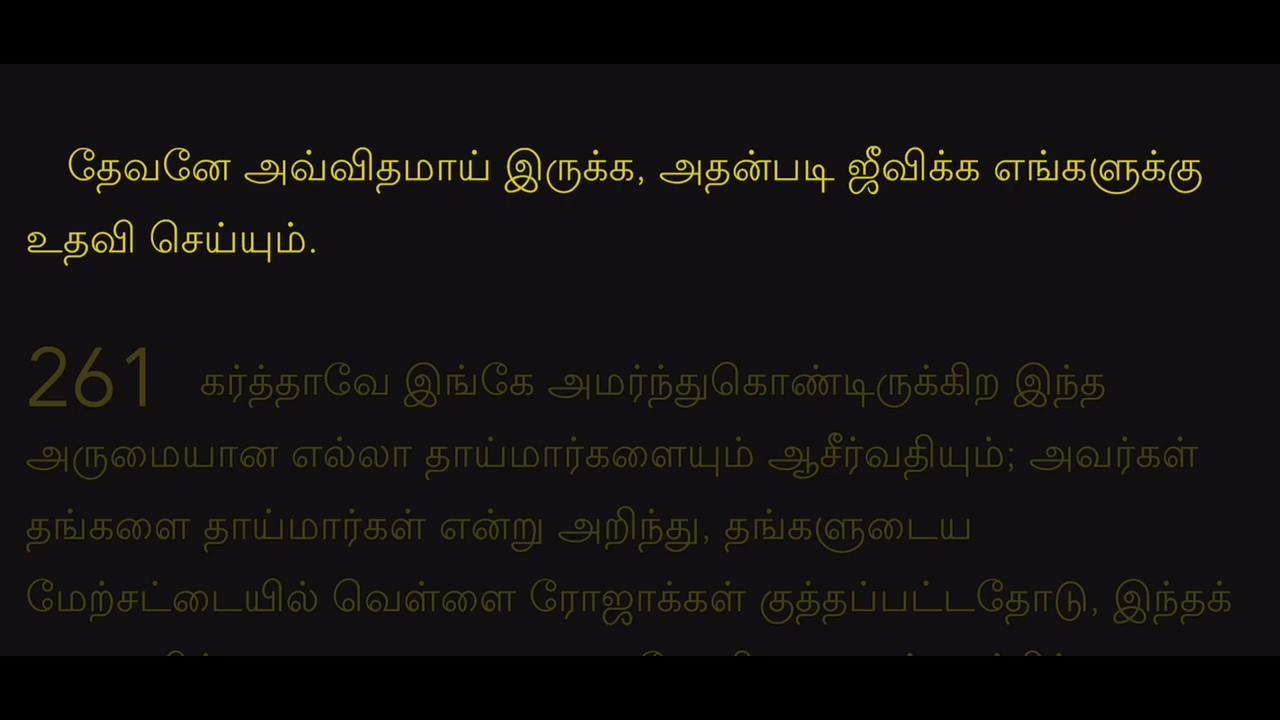 தேவனே அவ்விதமாய் இருக்க, அதன்படி ஜீவிக்க எங்களுக்கு
உதவி செய்யும்.
261 கர்த்தாவே இங்கே அமர்ந்துகொண்டிருக்கிற இந்த
அருமையான எல்லா தாய்மார்களையும் ஆசீர்வதியும்; அவர்கள்
தங்களை தாய்மார்கள் என்று அறிந்து, தங்களுடைய
மேற்சட்டையில் வெள்ளை ரோஜாக்கள் குத்தப்பட்டதோடு, இந்தக்